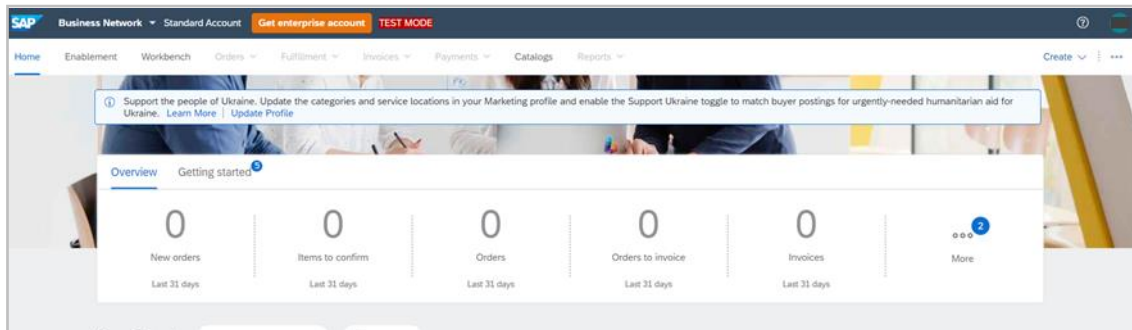 SAP Business Network Standard Account Get enterprise account TEST MODE
Home Enablement Workbench Orders Fulfillment Invoices Payments Catalogs Reports Create
Support the people of Ukraine. Update the categories and service locations in your Marketing profile and enable the Support Ukraine toggle to match buyer postings for urgently-needed humanitarian aid for
Ukraine. Learn More | Update Profile
Overview Getting started 5
0 0 0 0 0 2
New orders Items to confirm Orders Orders to invoice Invoices More
Last 31 days Last 31 days Last 31 days Last 31 days Last 31 days